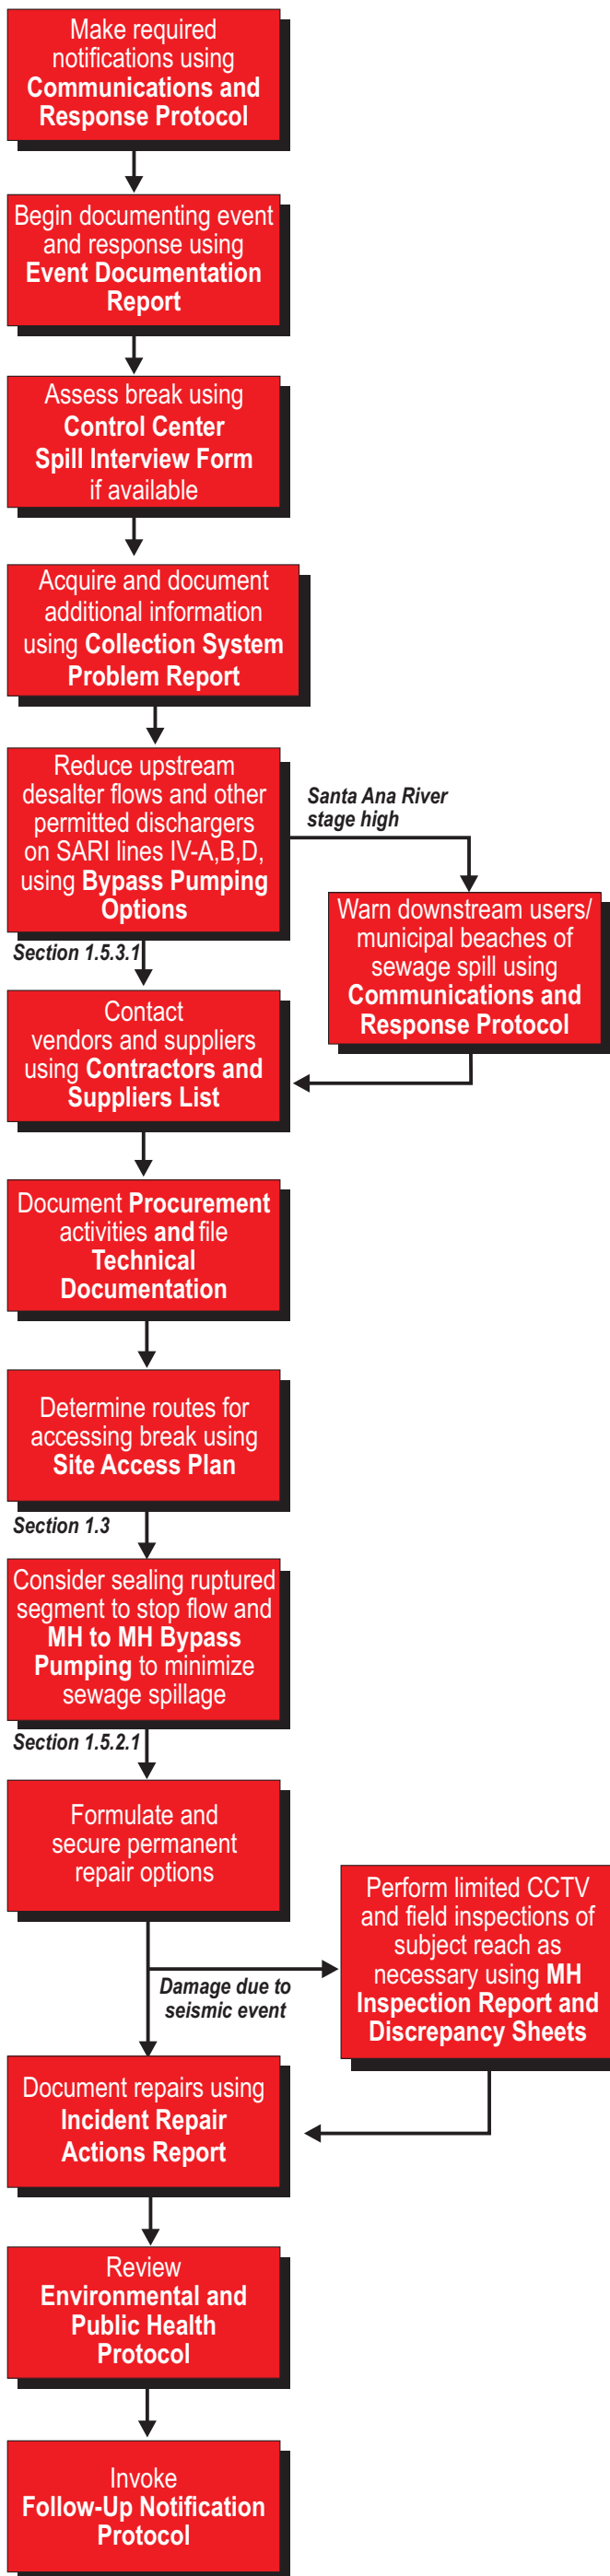 Make required
notifications using
Communications and
Response Protocol
Begin documenting event
and response using
Event Documentation
Report
Assess break using
Control Center
Spill Interview Form
if available
Acquire and document
additional information
using Collection System
Problem Report
Reduce upstream
desalter flows and other
permitted dischargers
on SARI lines IV-A,B,D,
using Bypass Pumping
Options
Santa Ana River
stage high
Warn downstream users/
municipal beaches of
sewage spill using
Communications and
Response Protocol
Section 1.5.3.1
Contact
vendors and suppliers
using Contractors and
Suppliers List
Document Procurement
activities and file
Technical
Documentation
Determine routes for
accessing break using
Site Access Plan
Section 1.3
Consider sealing ruptured
segment to stop flow and
MH to MH Bypass
Pumping to minimize
sewage spillage
Section 1.5.2.1
Formulate and
secure permanent
repair options
Damage due to
seismic event
Perform limited CCTV
and field inspections of
subject reach as
necessary using MH
Inspection Report and
Discrepancy Sheets
Document repairs using
Incident Repair
Actions Report
Review
Environmental and
Public Health
Protocol
Invoke
Follow-Up Notification
Protocol